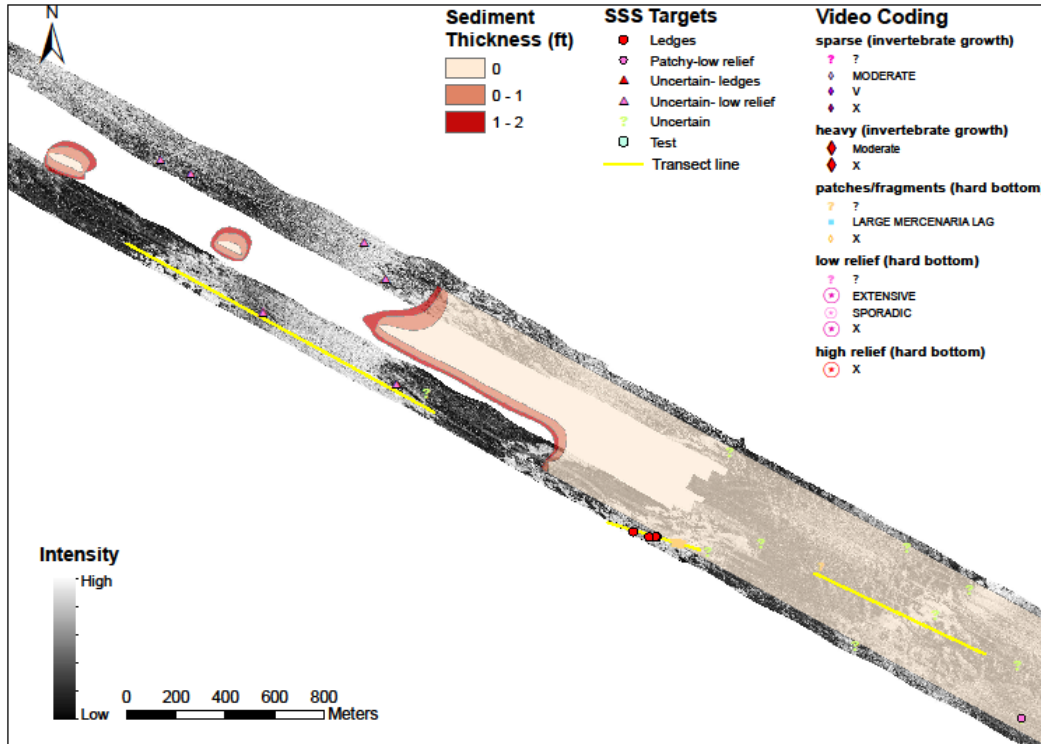 N
Sediment
Thickness (ft)
0
0 - 1
1 - 2
SSS Targets
Ledges
Patchy-low relief
Uncertain- ledges
Uncertain- low relief
? Uncertain
Test
Transect line
Video Coding
sparse (invertebrate growth)
? ?
MODERATE
V
X
heavy (invertebrate growth)
Moderate
X
patches/fragments (hard bottom
? ?
LARGE MERCENARIA LAG
X
low relief (hard bottom)
? ?
EXTENSIVE
SPORADIC
X
high relief (hard bottom)
X
Intensity
High
Low
0 200 400 600 800
Meters